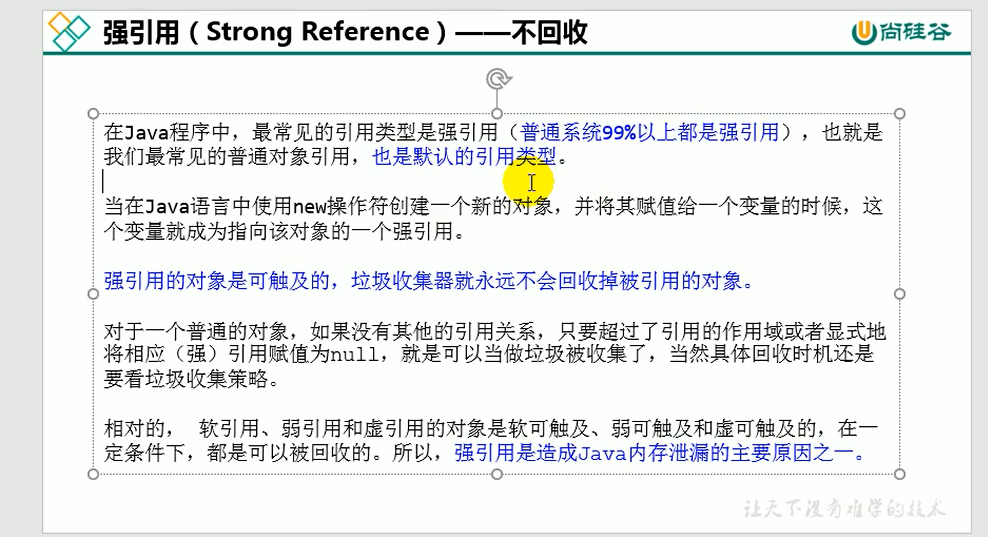 强引用（Strong Reference）——不回收
尚硅谷
在Java程序中，最常见的引用类型是强引用（普通系统99%以上都是强引用），也就是
我们最常见的普通对象引用，也是默认的引用类型。
当在Java语言中使用new操作符创建一个新的对象，并将其赋值给一个变量的时候，这
个变量就成为指向该对象的一个强引用。
强引用的对象是可触及的，垃圾收集器就永远不会回收掉被引用的对象。
对于一个普通的对象，如果没有其他的引用关系，只要超过了引用的作用域或者显式地
将相应（强）引用赋值为null，就是可以当做垃圾被收集了，当然具体回收时机还是
要看垃圾收集策略。
相对的， 软引用、弱引用和虚引用的对象是软可触及、弱可触及和虚可触及的，在一
定条件下，都是可以被回收的。所以，强引用是造成Java内存泄漏的主要原因之一。
让天下没有难学的技术